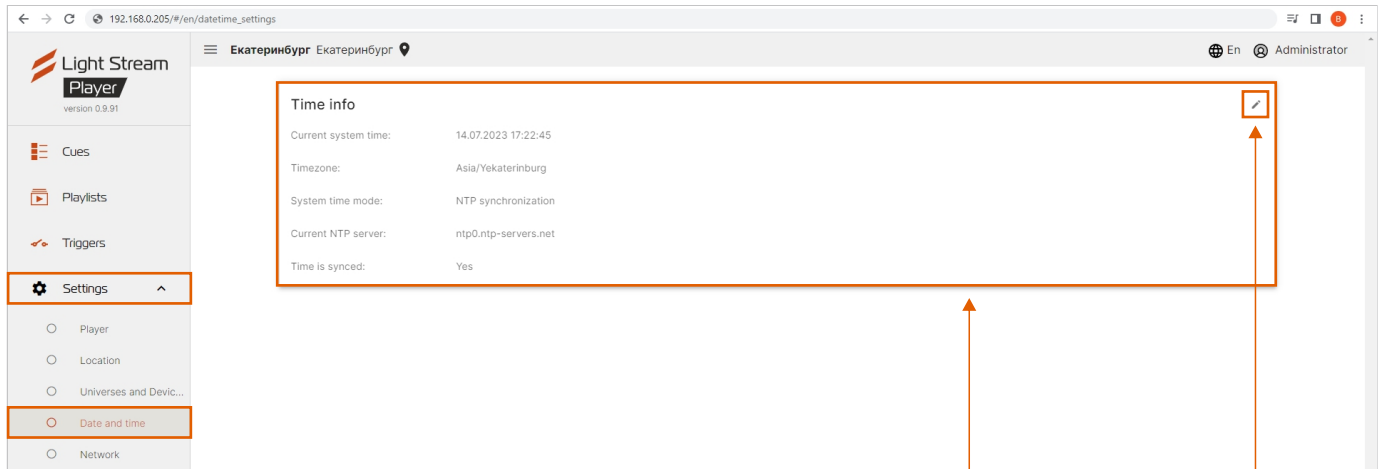 192.168.0.205/#/en/datetime_settings
B
Light Stream
Player
version 0.9.91
Екатеринбург Екатеринбург
En Administrator
Cues
Playlists
Triggers
Settings
Player
Location
Universes and Devic...
Date and time
Network
Time info
Current system time: 14.07.2023 17:22:45
Timezone: Asia/Yekaterinburg
System time mode: NTP synchronization
Current NTP server: ntp0.ntp-servers.net
Time is synced: Yes